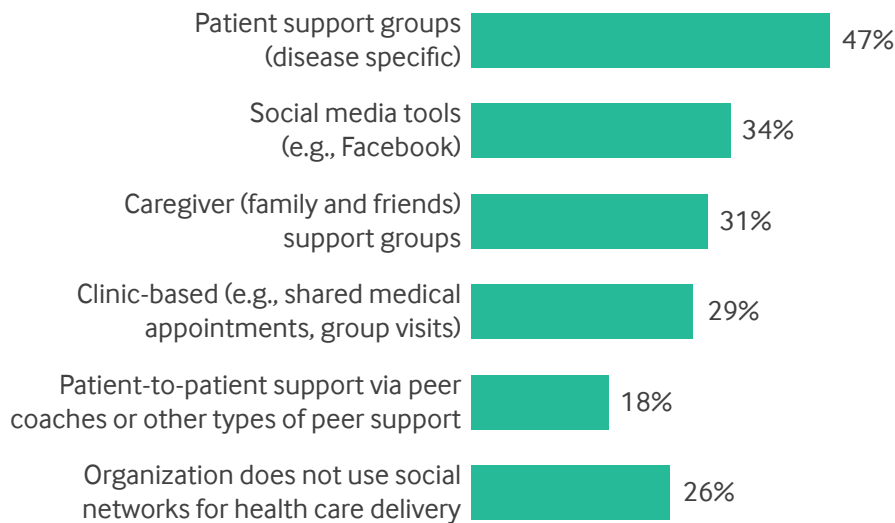 Patient support groups
(disease specific)
47%
Social media tools
(e.g., Facebook)
34%
Caregiver (family and friends)
support groups
31%
Clinic-based (e.g., shared medical
appointments, group visits)
29%
Patient-to-patient support via peer
coaches or other types of peer support
18%
Organization does not use social
networks for health care delivery
26%